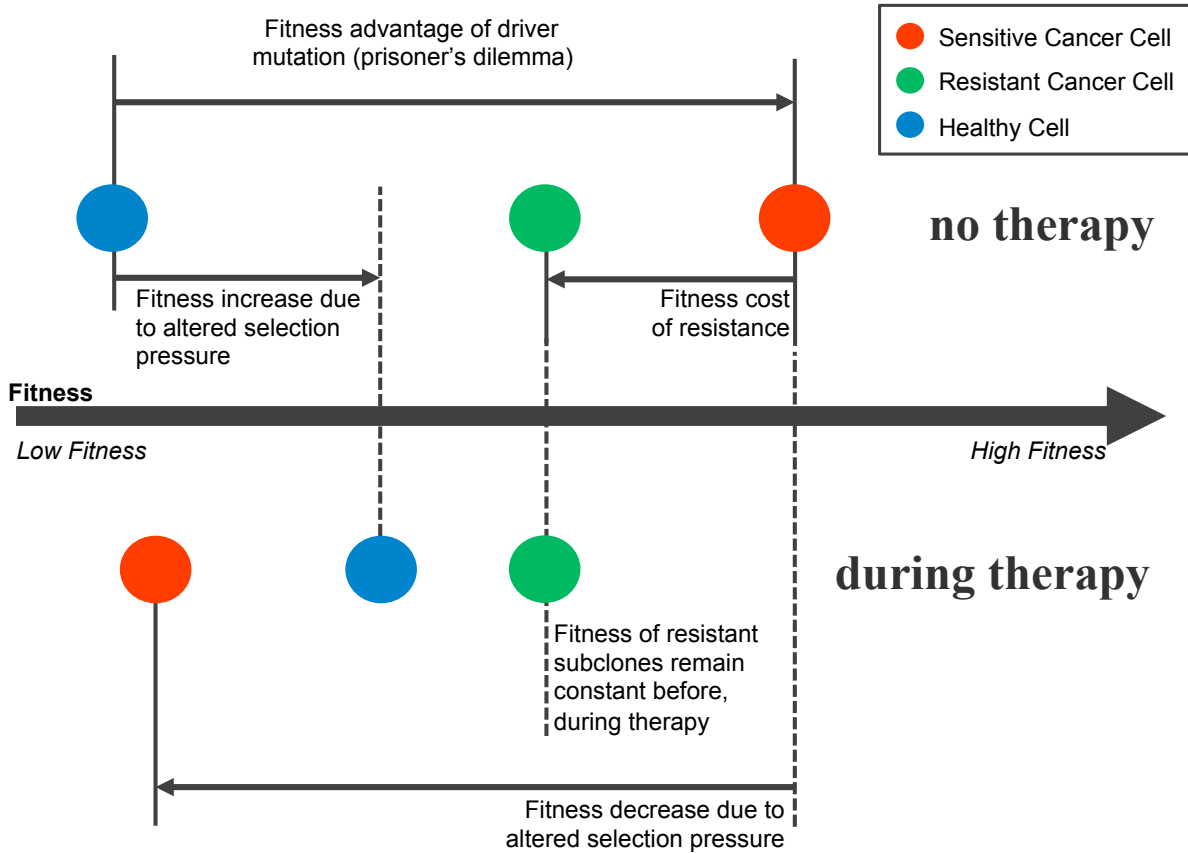 Fitness advantage of driver
mutation (prisoner's dilemma)
Sensitive Cancer Cell
Resistant Cancer Cell
Healthy Cell
no therapy
Fitness increase due
to altered selection
pressure
Fitness cost
of resistance
Fitness
Low Fitness
High Fitness
during therapy
Fitness of resistant
subclones remain
constant before,
during therapy
Fitness decrease due to
altered selection pressure